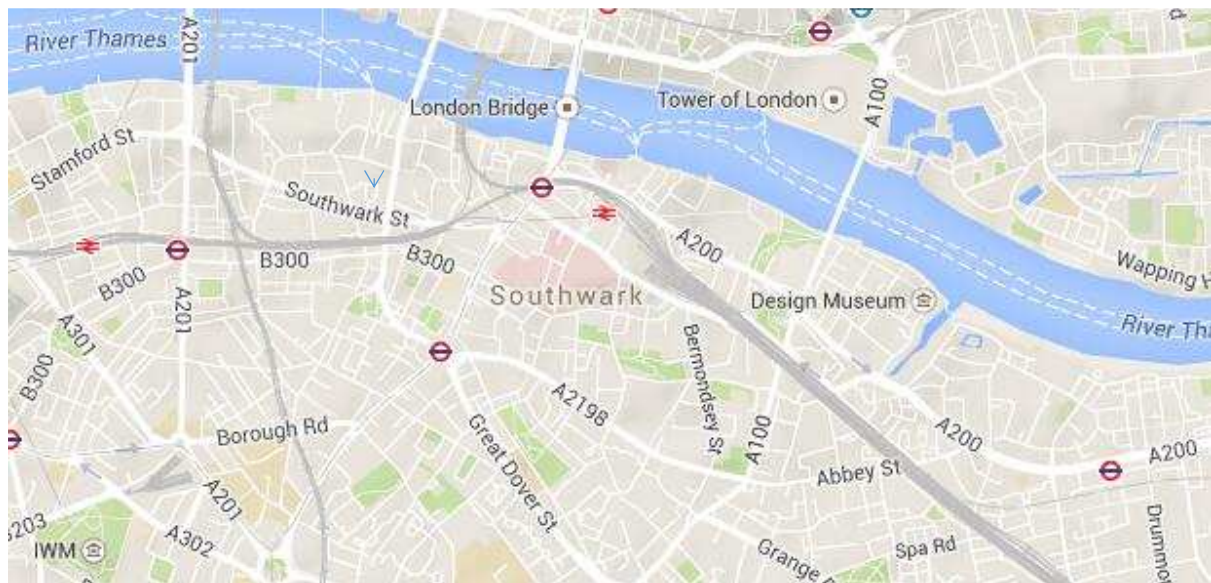 River Thames
A201
London Bridge
Tower of London
A100
Stamford St
Southwark St
B300
B300
B300
A200
Wapping
Southwark
Design Museum
River Tha
A201
A301
B300
Bermondsey St
A2198
Borough Rd
Great Dover St
A100
A200
A200
Abbey St
A201
A302
IWM
Spa Rd
Grange
Drummo